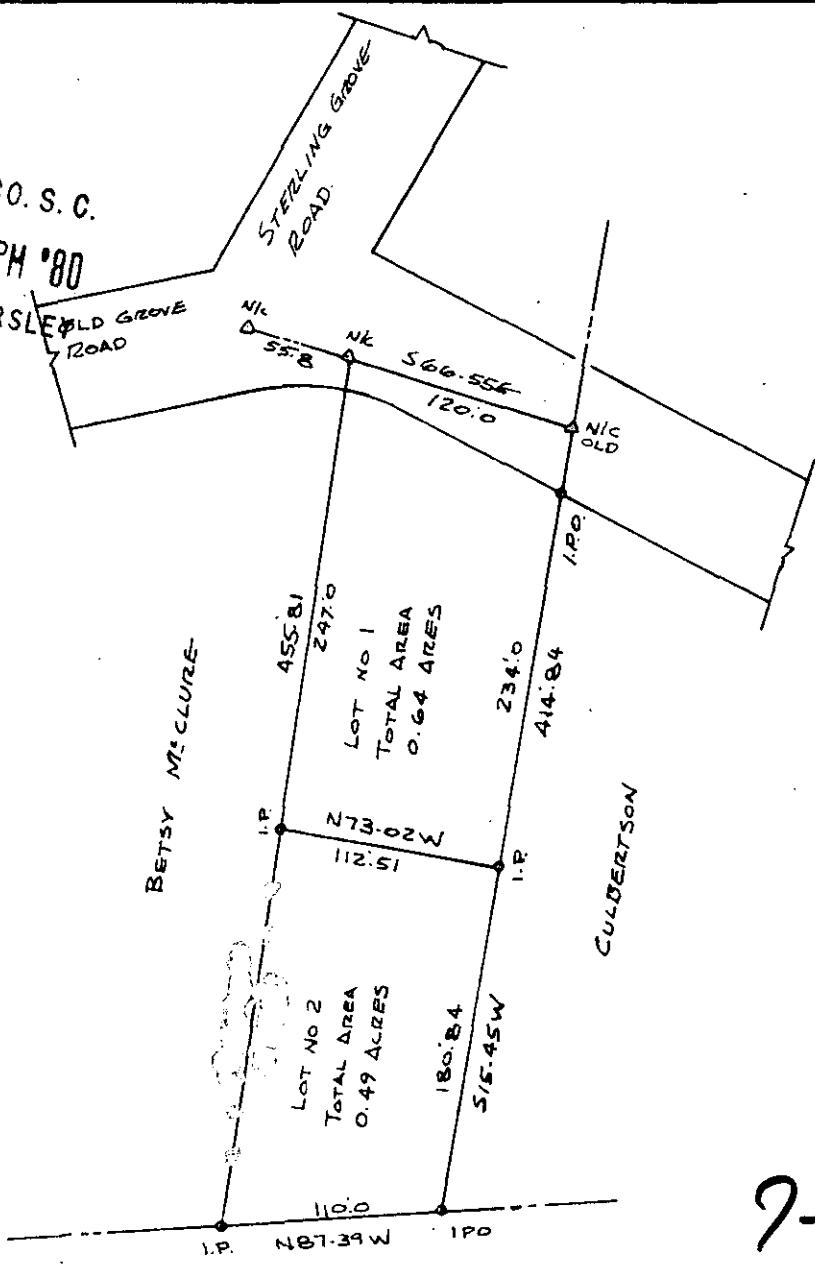 O. S. C.
PM '80
RSLEY
STERLING GROVE
ROAD.
OLD GROVE
ROAD
N/C
55.8
N/C
S66-55E
120.0
N/C
OLD
I.P.O.
455.81
247.0
LOT NO 1
TOTAL AREA
0.64 ARES
234.0
414.84
BETSY McCLURE
I.P.
N73-02W
112.51
I.P.
CULBERTSON
LOT NO 2
TOTAL AREA
0.49 ACRES
180.84
S15-45W
110.0
I.P.
N87-39W
IPO